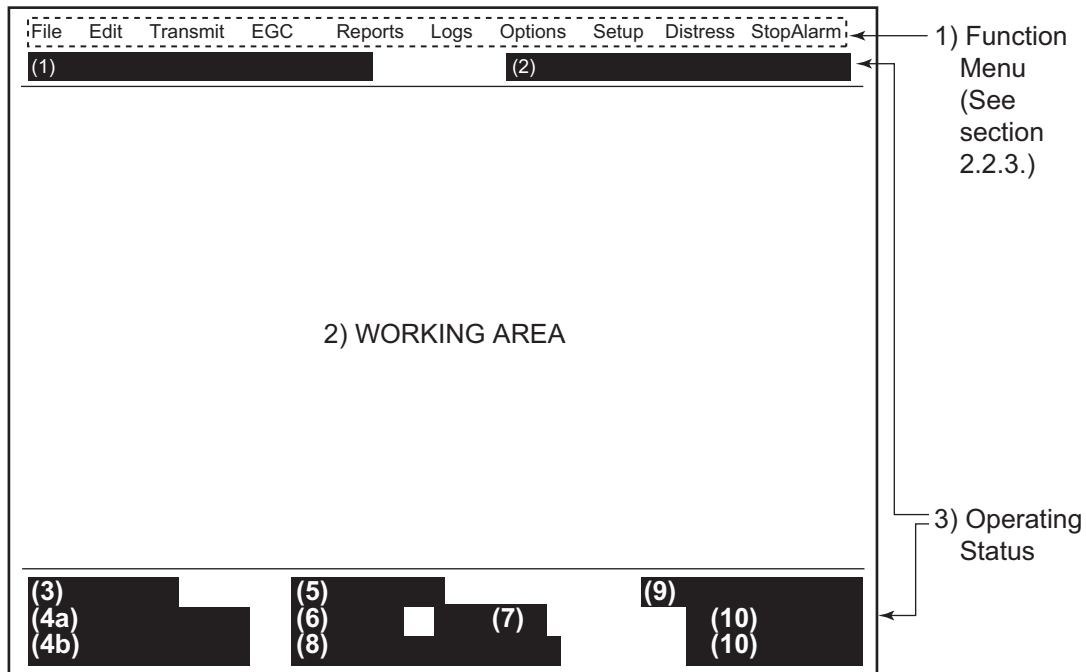 File Edit Transmit EGC Reports Logs Options Setup Distress StopAlarm
(1) (2)
1) Function
Menu
(See
section
2.2.3.)
2) WORKING AREA
3) Operating
Status
(3) (5) (9)
(4a) (6) (7) (10)
(4b) (8) (10)